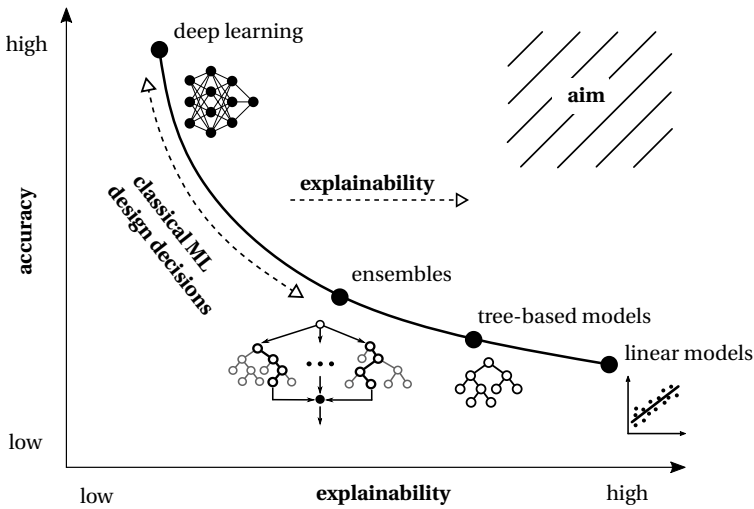 high
deep learning
aim
explainability
accuracy
classical ML
design decisions
ensembles
tree-based models
linear models
low
low
explainability
high